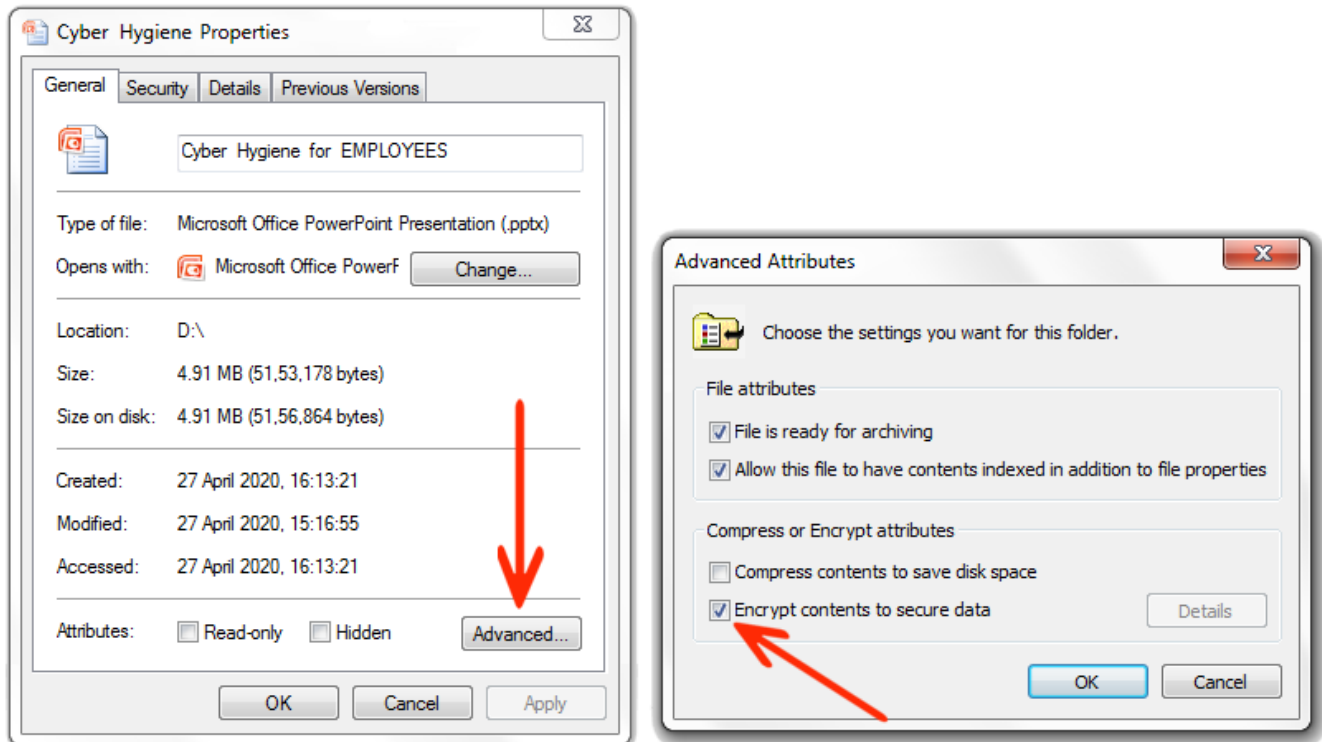 Cyber Hygiene Properties
General Security Details Previous Versions
Cyber Hygiene for EMPLOYEES
Type of file: Microsoft Office PowerPoint Presentation (.pptx)
Opens with: Microsoft Office PowerF Change...
Location: D:\
Size: 4.91 MB (51,53,178 bytes)
Size on disk: 4.91 MB (51,56,864 bytes)
Created: 27 April 2020, 16:13:21
Modified: 27 April 2020, 15:16:55
Accessed: 27 April 2020, 16:13:21
Attributes: Read-only Hidden Advanced...
OK Cancel Apply
Advanced Attributes
Choose the settings you want for this folder.
File attributes
File is ready for archiving
Allow this file to have contents indexed in addition to file properties
Compress or Encrypt attributes
Compress contents to save disk space
Encrypt contents to secure data Details
OK Cancel